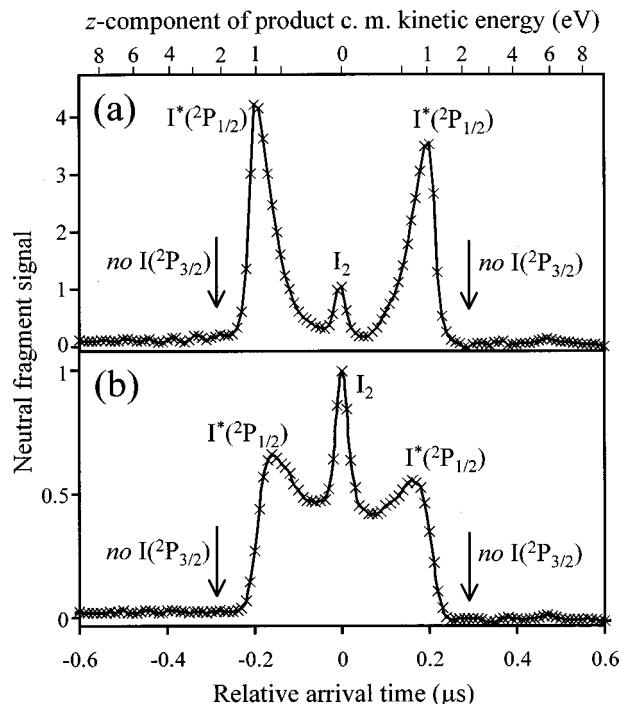 z-component of product c. m. kinetic energy (eV)
8 6 4 2 1 0 1 2 4 6 8
(a)
I*(²P₁/₂)
I*(²P₁/₂)
no I(²P₃/₂)
I₂
no I(²P₃/₂)
4
3
2
1
0
Neutral fragment signal
(b)
I₂
I*(²P₁/₂)
I*(²P₁/₂)
no I(²P₃/₂)
no I(²P₃/₂)
1
0.5
0
-0.6 -0.4 -0.2 0 0.2 0.4 0.6
Relative arrival time (μs)